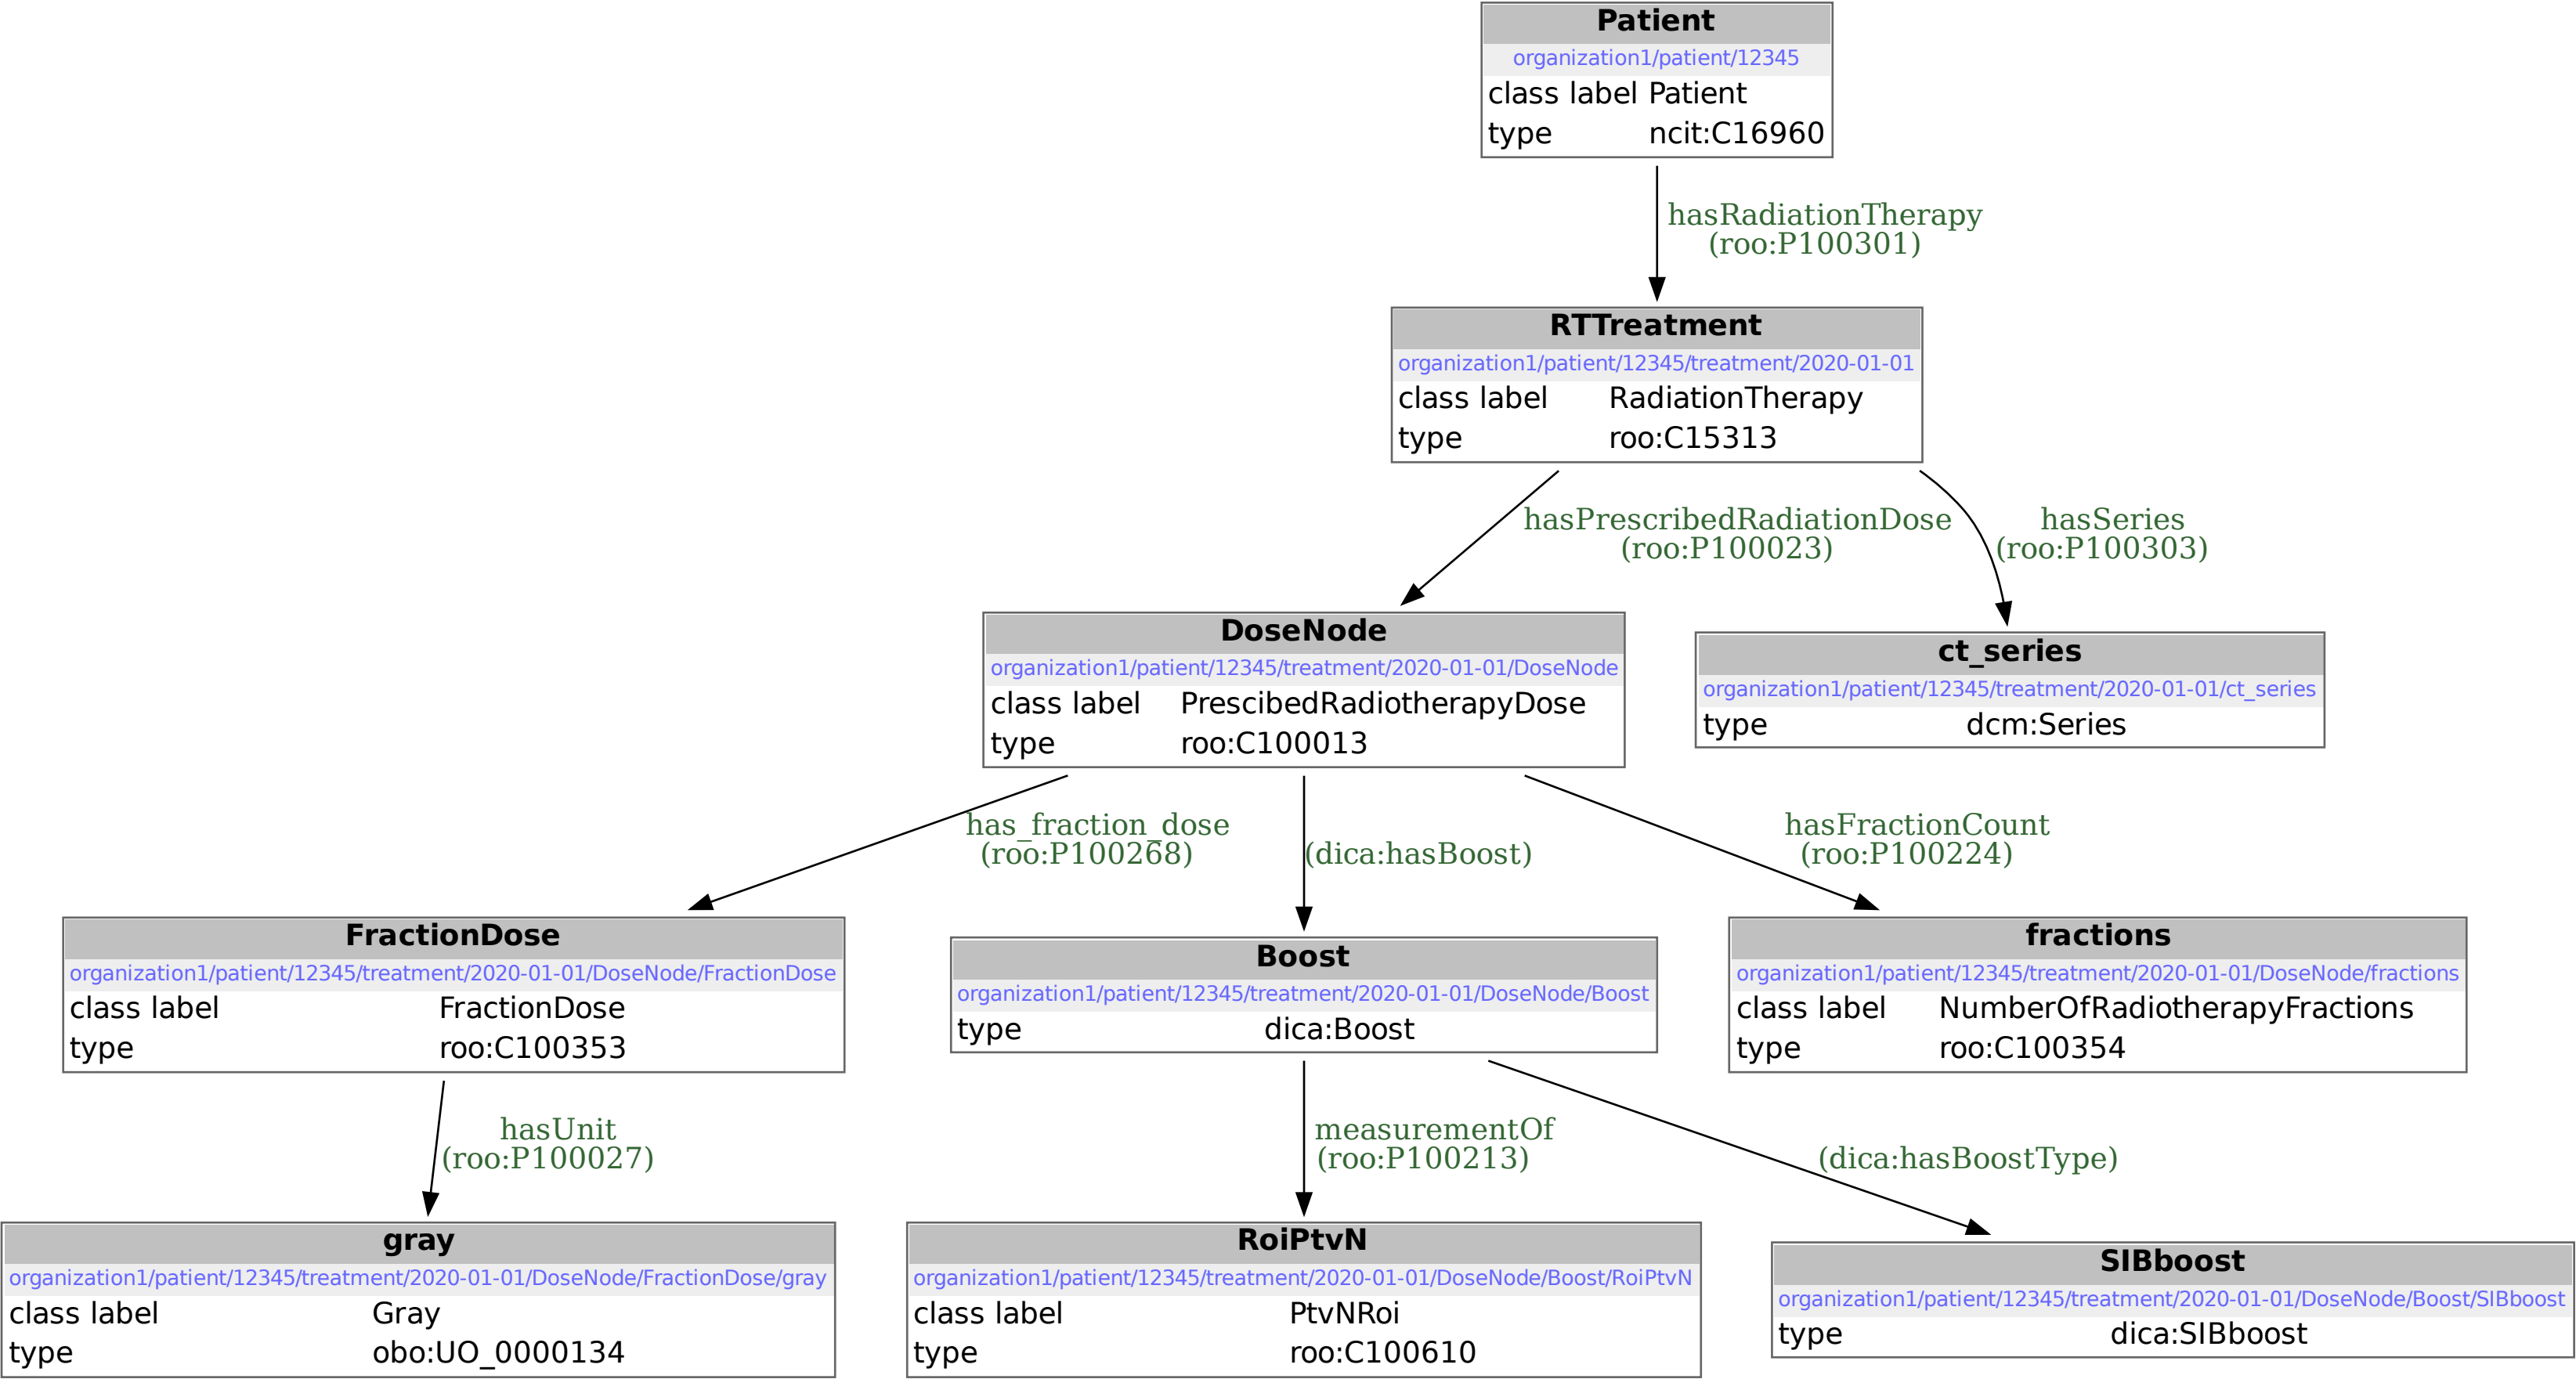 Patient
organization1/patient/12345
class label Patient
type ncit:C16960
hasRadiationTherapy
(roo:P100301)
RTTreatment
organization1/patient/12345/treatment/2020-01-01
class label RadiationTherapy
type roo:C15313
hasPrescribedRadiationDose
(roo:P100023)
hasSeries
(roo:P100303)
DoseNode
organization1/patient/12345/treatment/2020-01-01/DoseNode
class label PrescibedRadiotherapyDose
type roo:C100013
ct_series
organization1/patient/12345/treatment/2020-01-01/ct_series
type dcm:Series
has_fraction_dose
(roo:P100268)
(dica:hasBoost)
hasFractionCount
(roo:P100224)
FractionDose
organization1/patient/12345/treatment/2020-01-01/DoseNode/FractionDose
class label FractionDose
type roo:C100353
Boost
organization1/patient/12345/treatment/2020-01-01/DoseNode/Boost
type dica:Boost
fractions
organization1/patient/12345/treatment/2020-01-01/DoseNode/fractions
class label NumberOfRadiotherapyFractions
type roo:C100354
hasUnit
(roo:P100027)
measurementOf
(roo:P100213)
(dica:hasBoostType)
gray
organization1/patient/12345/treatment/2020-01-01/DoseNode/FractionDose/gray
class label Gray
type obo:UO_0000134
RoiPtvN
organization1/patient/12345/treatment/2020-01-01/DoseNode/Boost/RoiPtvN
class label PtvNRoi
type roo:C100610
SIBboost
organization1/patient/12345/treatment/2020-01-01/DoseNode/Boost/SIBboost
type dica:SIBboost